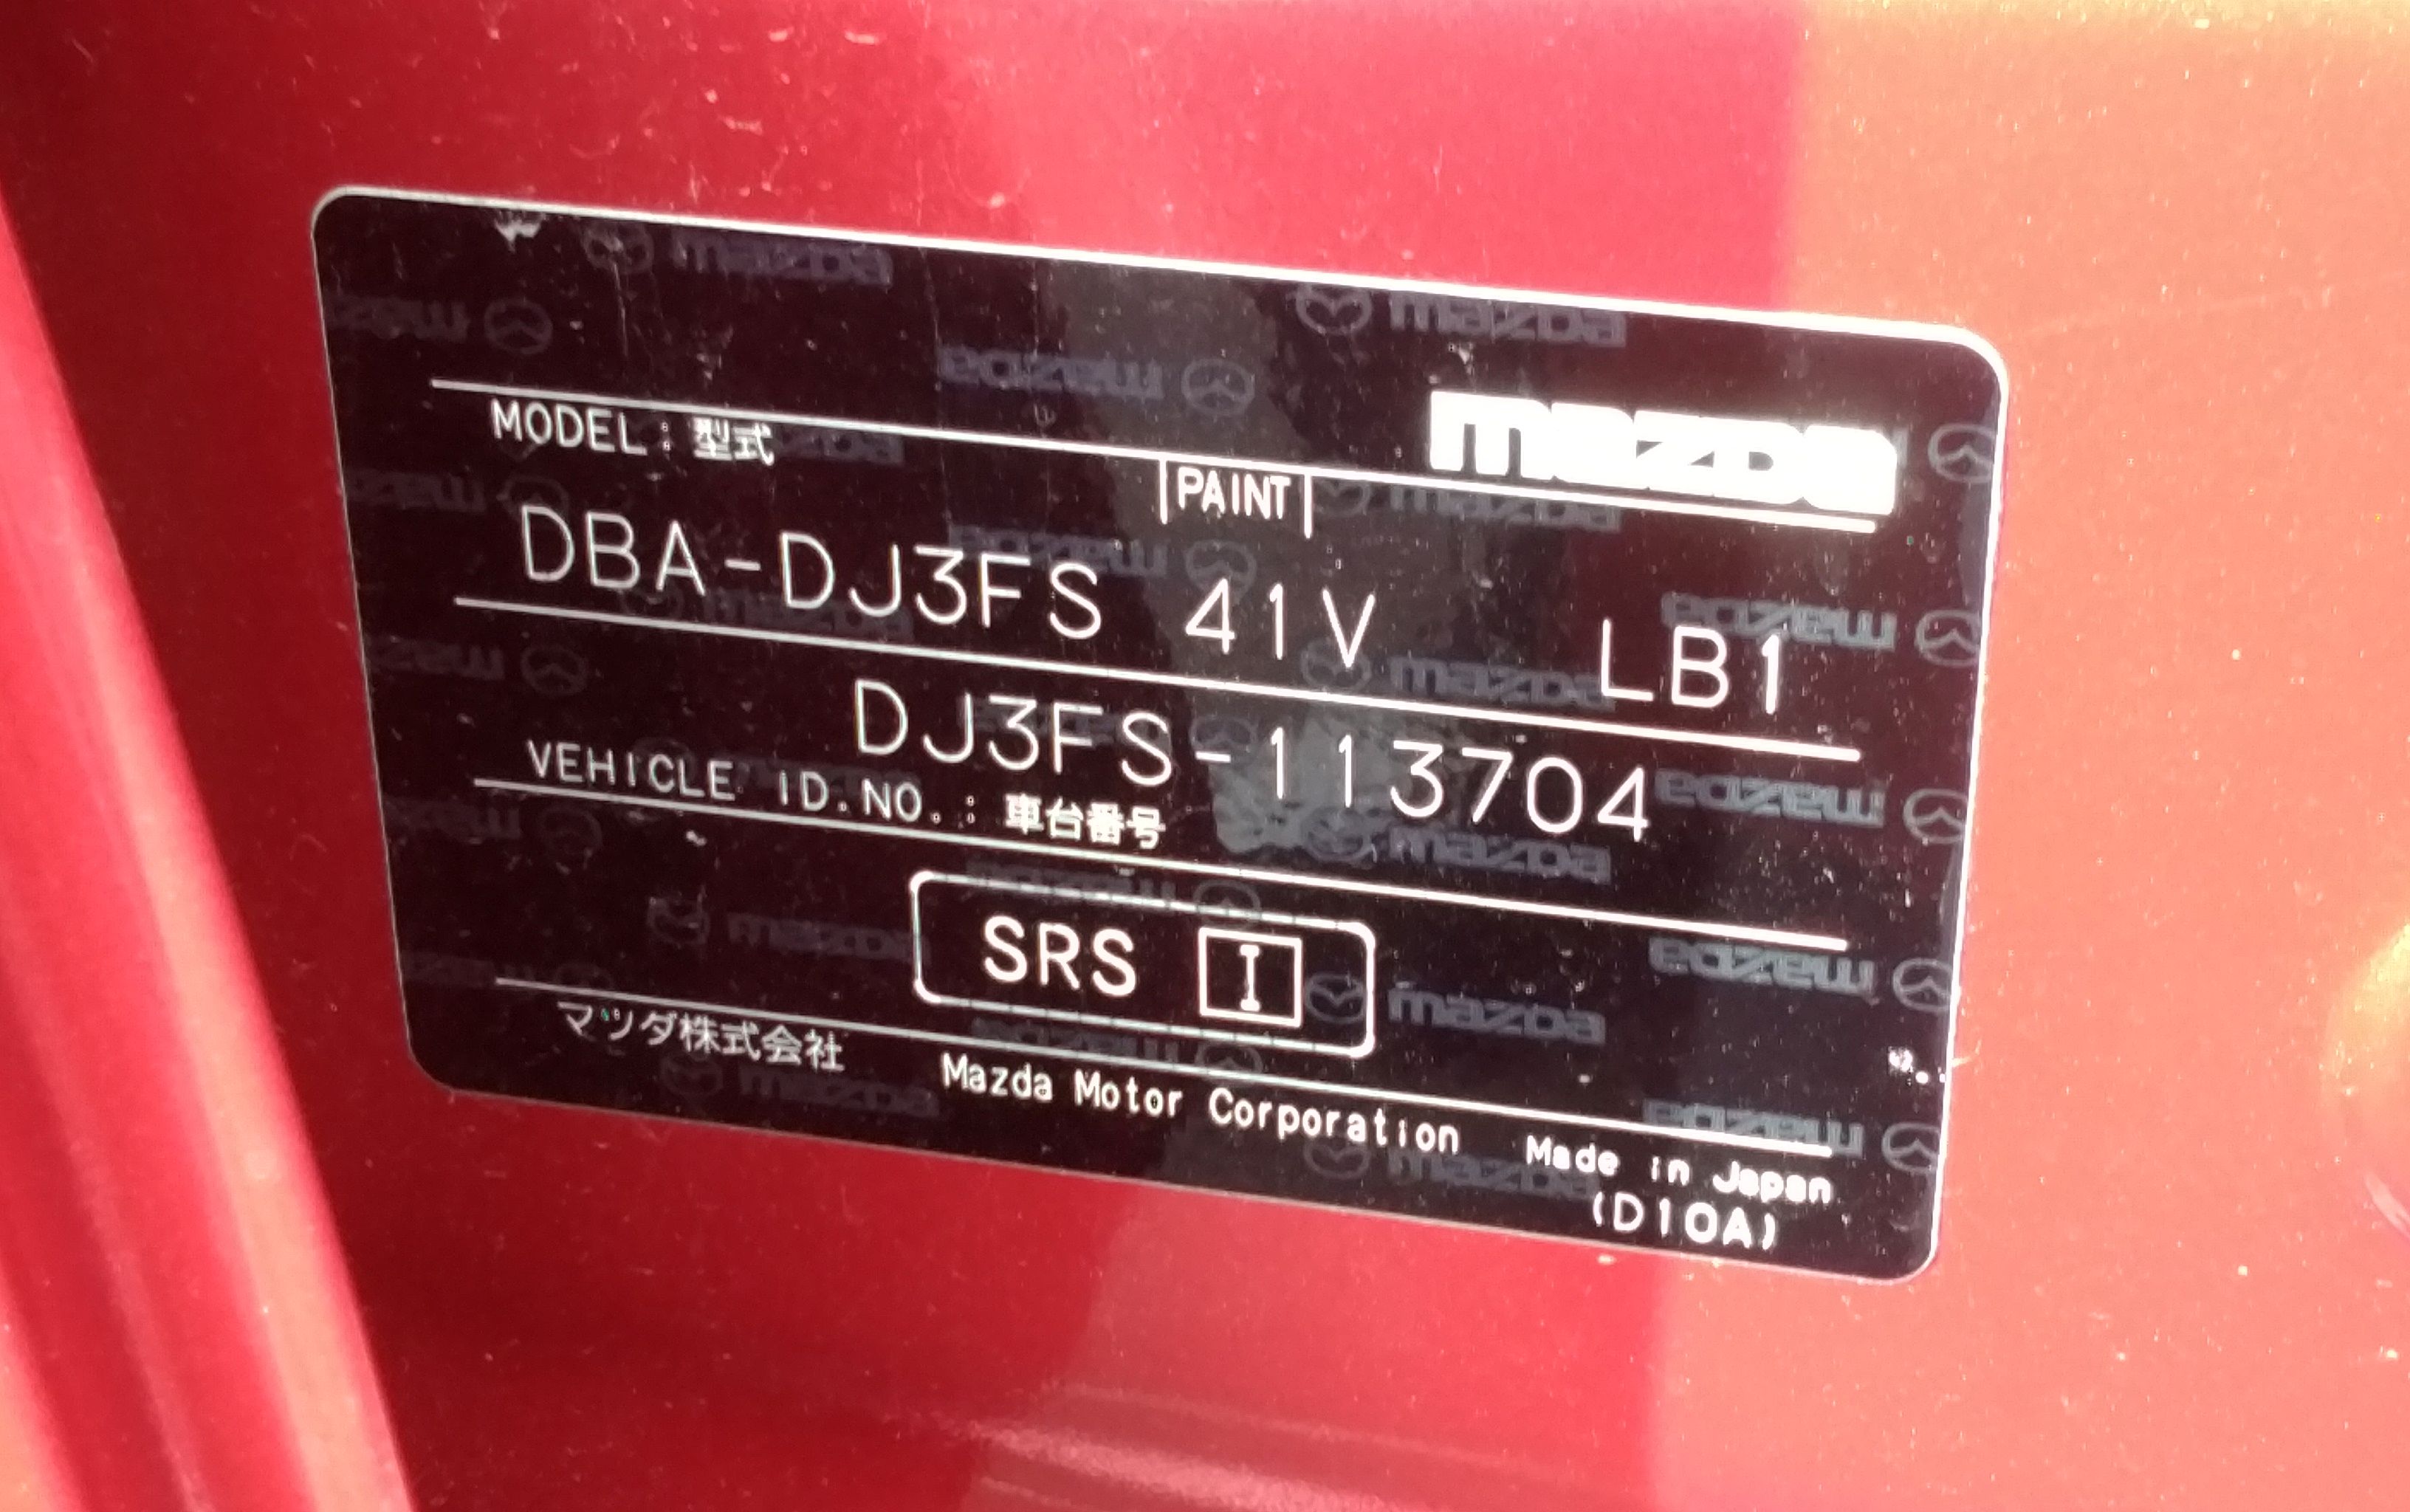 mazda
MODEL: 型式
PAINT
DBA-DJ3FS 41V LB1
DJ3FS-113704
VEHICLE ID.NO.: 車台番号
SRS I
マツダ株式会社 Mazda Motor Corporation Made in Japan
(D10A)